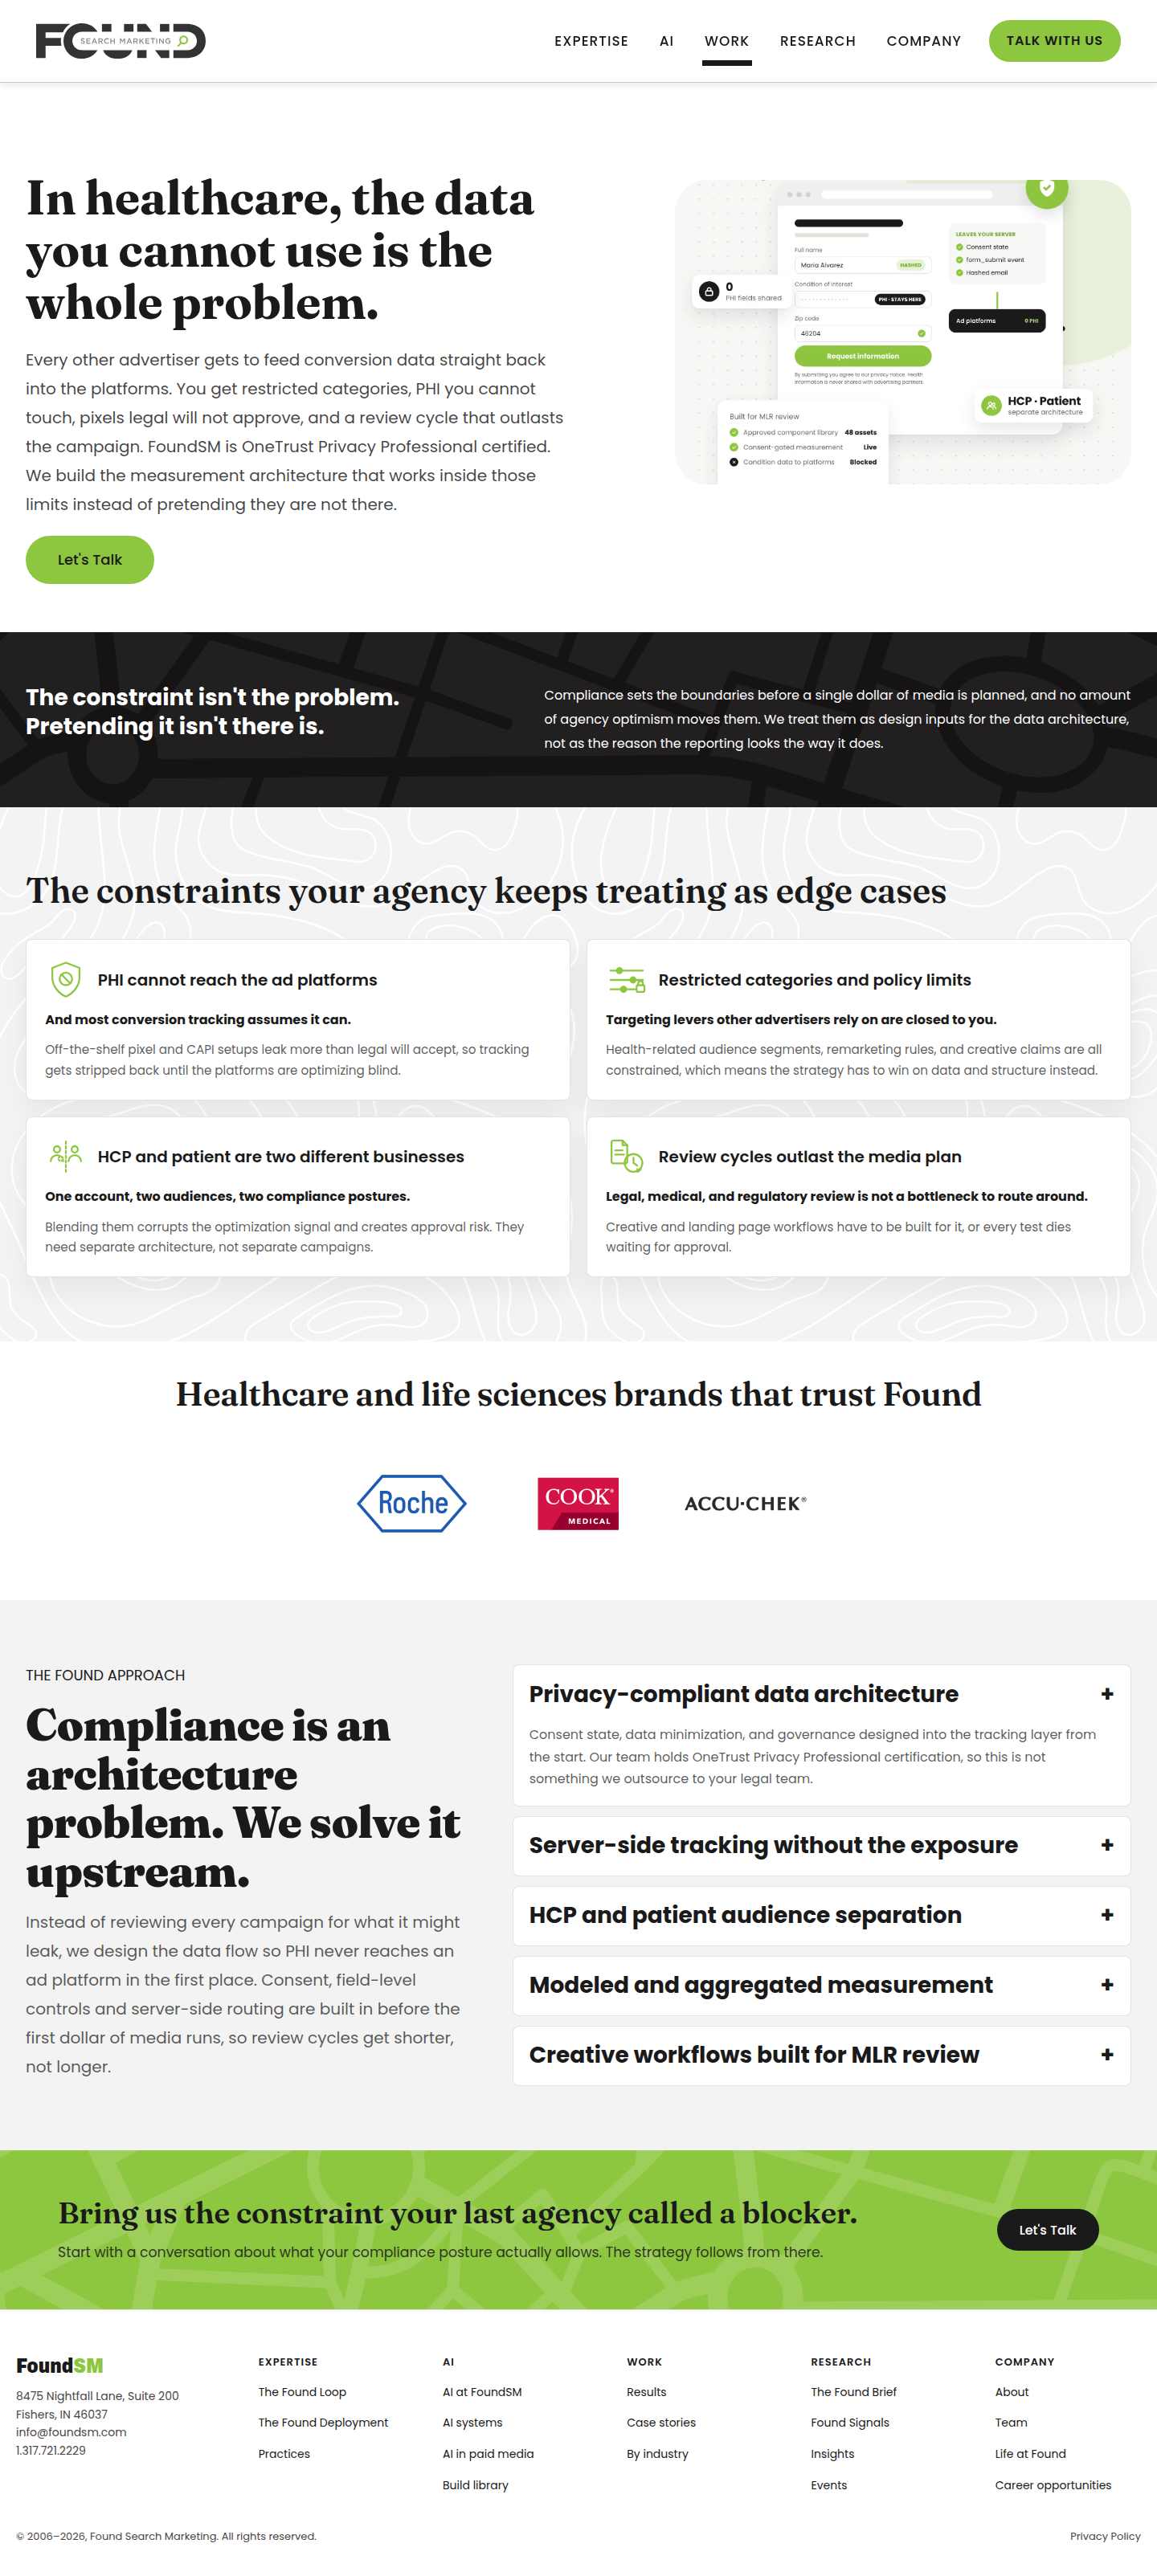 FOUND
SEARCH MARKETING
EXPERTISE
AI
WORK
RESEARCH
COMPANY
TALK WITH US
In healthcare, the data
you cannot use is the
whole problem.
Every other advertiser gets to feed conversion data straight back
into the platforms. You get restricted categories, PHI you cannot
touch, pixels legal will not approve, and a review cycle that outlasts
the campaign. FoundSM is OneTrust Privacy Professional certified.
We build the measurement architecture that works inside those
limits instead of pretending they are not there.
Let's Talk
Full name
Maria Alvarez
HASHED
Condition of interest
PHI · STAYS HERE
Zip code
46204
Request information
By submitting you agree to our privacy notice. Health
information is never shared with advertising partners.
LEAVES YOUR SERVER
Consent state
form_submit event
Hashed email
Ad platforms
0 PHI
0
PHI fields shared
HCP · Patient
separate architecture
Built for MLR review
Approved component library 48 assets
Consent-gated measurement Live
Condition data to platforms Blocked
The constraint isn't the problem.
Pretending it isn't there is.
Compliance sets the boundaries before a single dollar of media is planned, and no amount
of agency optimism moves them. We treat them as design inputs for the data architecture,
not as the reason the reporting looks the way it does.
The constraints your agency keeps treating as edge cases
PHI cannot reach the ad platforms
And most conversion tracking assumes it can.
Off-the-shelf pixel and CAPI setups leak more than legal will accept, so tracking
gets stripped back until the platforms are optimizing blind.
Restricted categories and policy limits
Targeting levers other advertisers rely on are closed to you.
Health-related audience segments, remarketing rules, and creative claims are all
constrained, which means the strategy has to win on data and structure instead.
HCP and patient are two different businesses
One account, two audiences, two compliance postures.
Blending them corrupts the optimization signal and creates approval risk. They
need separate architecture, not separate campaigns.
Review cycles outlast the media plan
Legal, medical, and regulatory review is not a bottleneck to route around.
Creative and landing page workflows have to be built for it, or every test dies
waiting for approval.
Healthcare and life sciences brands that trust Found
Roche
COOK®
MEDICAL
ACCU-CHEK®
THE FOUND APPROACH
Compliance is an
architecture
problem. We solve it
upstream.
Instead of reviewing every campaign for what it might
leak, we design the data flow so PHI never reaches an
ad platform in the first place. Consent, field-level
controls and server-side routing are built in before the
first dollar of media runs, so review cycles get shorter,
not longer.
Privacy-compliant data architecture +
Consent state, data minimization, and governance designed into the tracking layer from
the start. Our team holds OneTrust Privacy Professional certification, so this is not
something we outsource to your legal team.
Server-side tracking without the exposure +
HCP and patient audience separation +
Modeled and aggregated measurement +
Creative workflows built for MLR review +
Bring us the constraint your last agency called a blocker.
Start with a conversation about what your compliance posture actually allows. The strategy follows from there.
Let's Talk
FoundSM
8475 Nightfall Lane, Suite 200
Fishers, IN 46037
info@foundsm.com
1.317.721.2229
EXPERTISE
The Found Loop
The Found Deployment
Practices
AI
AI at FoundSM
AI systems
AI in paid media
Build library
WORK
Results
Case stories
By industry
RESEARCH
The Found Brief
Found Signals
Insights
Events
COMPANY
About
Team
Life at Found
Career opportunities
© 2006–2026, Found Search Marketing. All rights reserved.
Privacy Policy